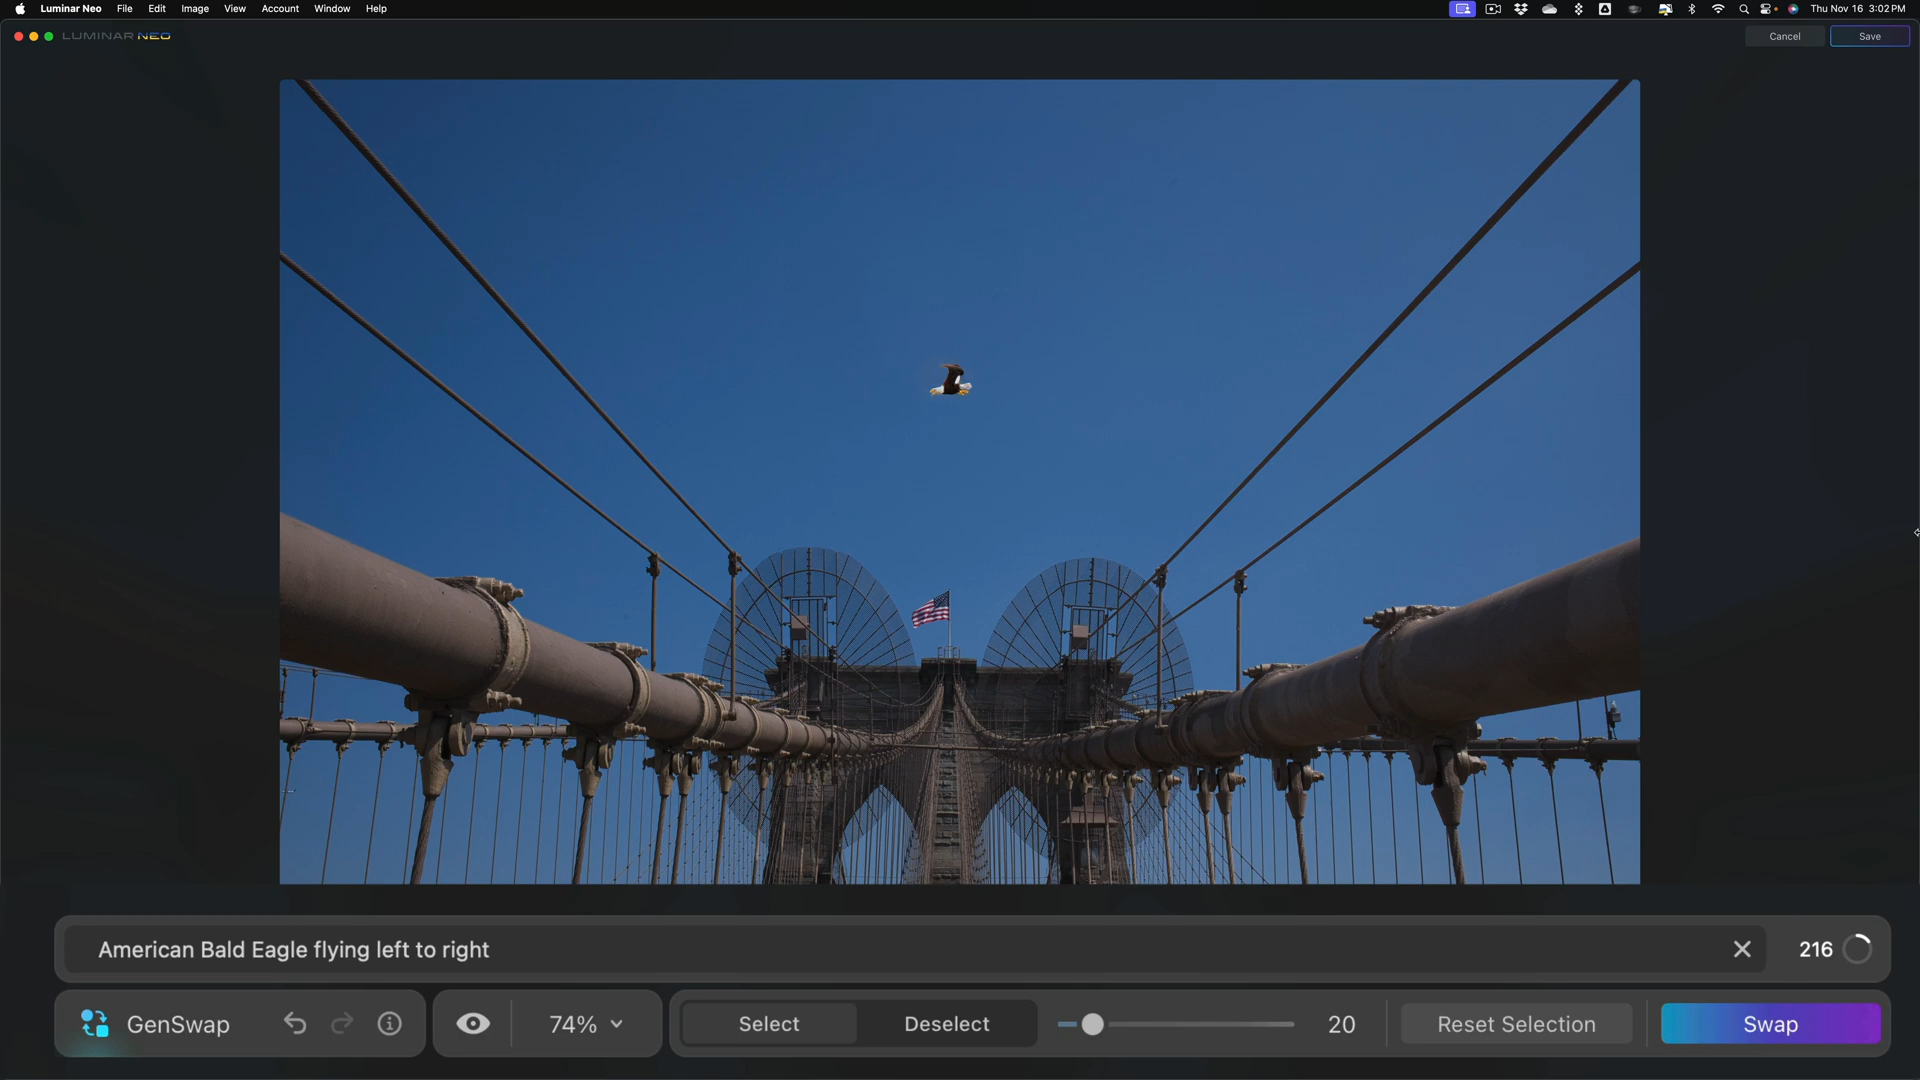 Luminar Neo File Edit Image View Account Window Help Thu Nov 16 3:02 PM
LUMINAR NEO Cancel Save
American Bald Eagle flying left to right 216
GenSwap 74% Select Deselect 20 Reset Selection Swap